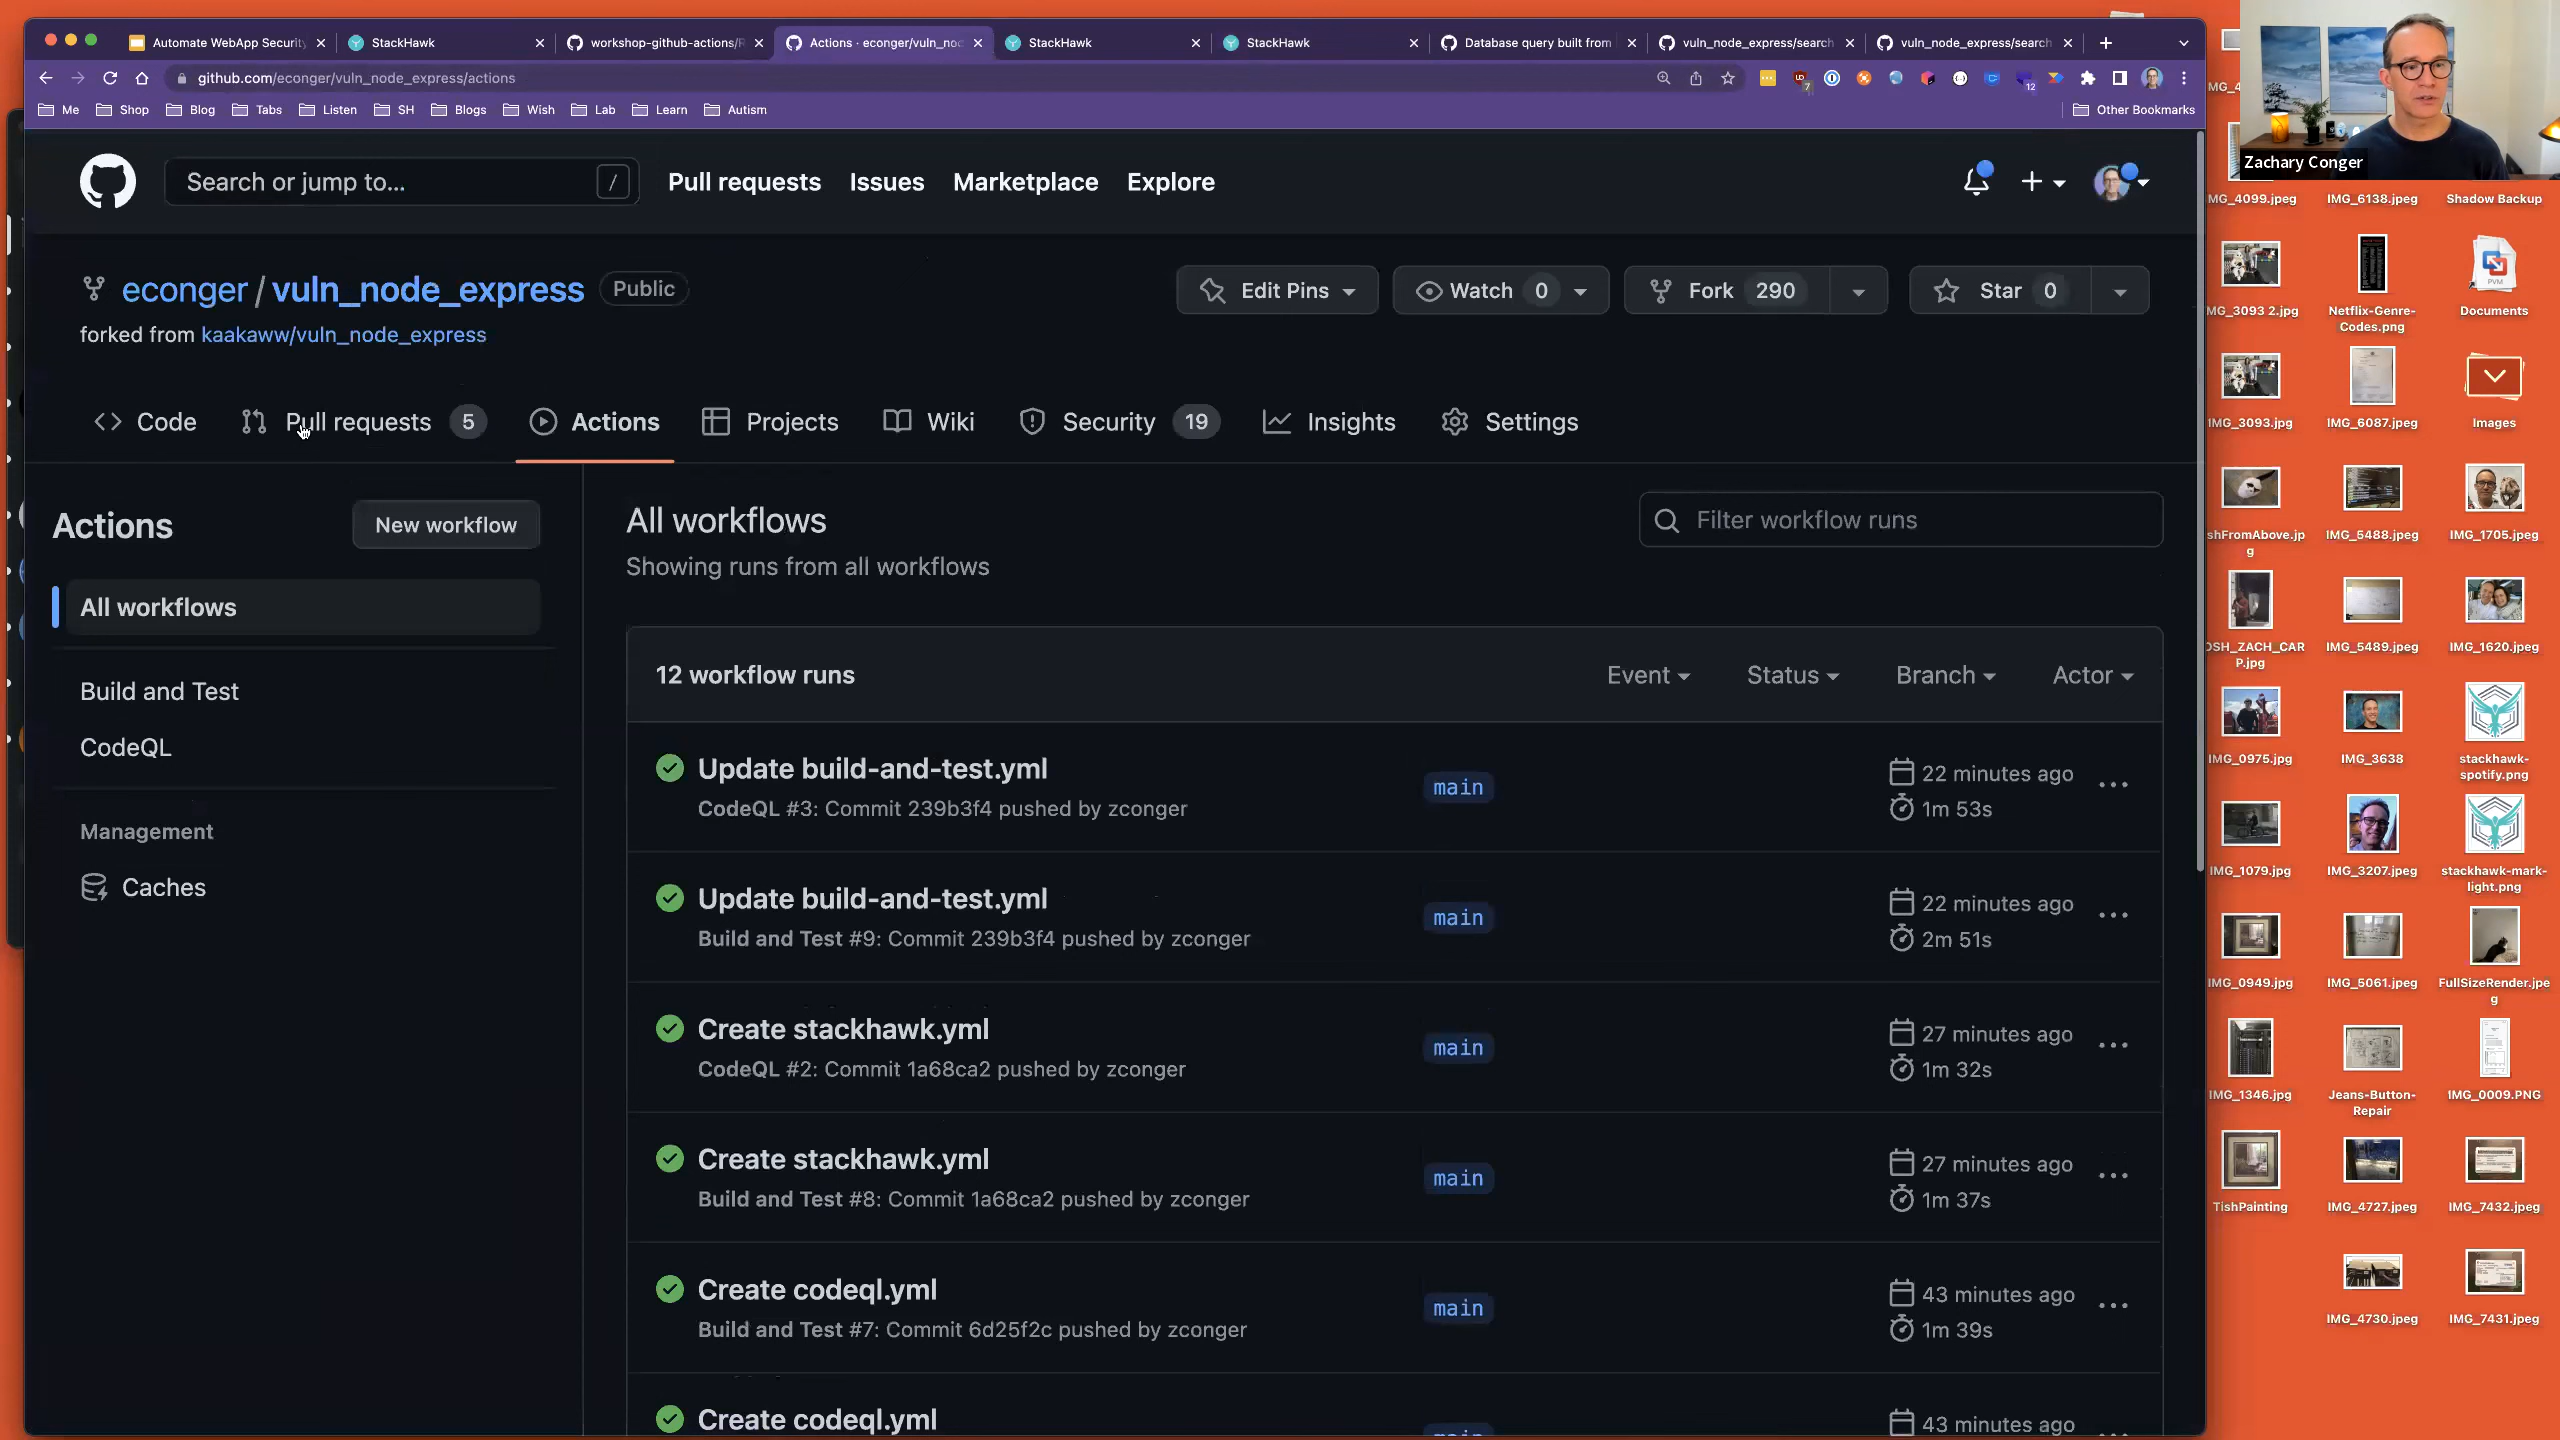 Automate WebApp Security
StackHawk
workshop-github-actions/R
Actions · econger/vuln_noc
StackHawk
StackHawk
Database query built from
vuln_node_express/search
vuln_node_express/search
github.com/econger/vuln_node_express/actions
7
12
Me
Shop
Blog
Tabs
Listen
SH
Blogs
Wish
Lab
Learn
Autism
Other Bookmarks
Search or jump to...
/
Pull requests
Issues
Marketplace
Explore
econger / vuln_node_express
Public
forked from kaakaww/vuln_node_express
Edit Pins
Watch 0
Fork 290
Star 0
Code
Pull requests 5
Actions
Projects
Wiki
Security 19
Insights
Settings
Actions
New workflow
All workflows
Build and Test
CodeQL
Management
Caches
All workflows
Showing runs from all workflows
Filter workflow runs
12 workflow runs
Event
Status
Branch
Actor
Update build-and-test.yml
CodeQL #3: Commit 239b3f4 pushed by zconger
main
22 minutes ago
1m 53s
Update build-and-test.yml
Build and Test #9: Commit 239b3f4 pushed by zconger
main
22 minutes ago
2m 51s
Create stackhawk.yml
CodeQL #2: Commit 1a68ca2 pushed by zconger
main
27 minutes ago
1m 32s
Create stackhawk.yml
Build and Test #8: Commit 1a68ca2 pushed by zconger
main
27 minutes ago
1m 37s
Create codeql.yml
Build and Test #7: Commit 6d25f2c pushed by zconger
main
43 minutes ago
1m 39s
Create codeql.yml
main
43 minutes ago
Zachary Conger
MG_4099.jpeg
IMG_6138.jpeg
Shadow Backup
MG_3093 2.jpg
Netflix-Genre-
Codes.png
PVM
Documents
IMG_3093.jpg
IMG_6087.jpeg
Images
shFromAbove.jp
g
IMG_5488.jpeg
IMG_1705.jpeg
OSH_ZACH_CAR
P.jpg
IMG_5489.jpeg
IMG_1620.jpeg
IMG_0975.jpg
IMG_3638
stackhawk-
spotify.png
IMG_1079.jpg
IMG_3207.jpeg
stackhawk-mark-
light.png
IMG_0949.jpg
IMG_5061.jpeg
FullSizeRender.jpe
g
IMG_1346.jpg
Jeans-Button-
Repair
IMG_0009.PNG
TishPainting
IMG_4727.jpeg
IMG_7432.jpeg
IMG_4730.jpeg
IMG_7431.jpeg